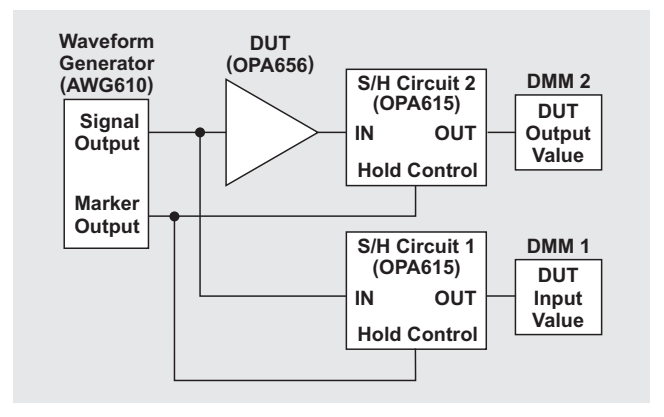 Waveform
Generator
(AWG610)
Signal
Output
Marker
Output
DUT
(OPA656)
S/H Circuit 2
(OPA615)
IN OUT
Hold Control
DMM 2
DUT
Output
Value
S/H Circuit 1
(OPA615)
IN OUT
Hold Control
DMM 1
DUT
Input
Value